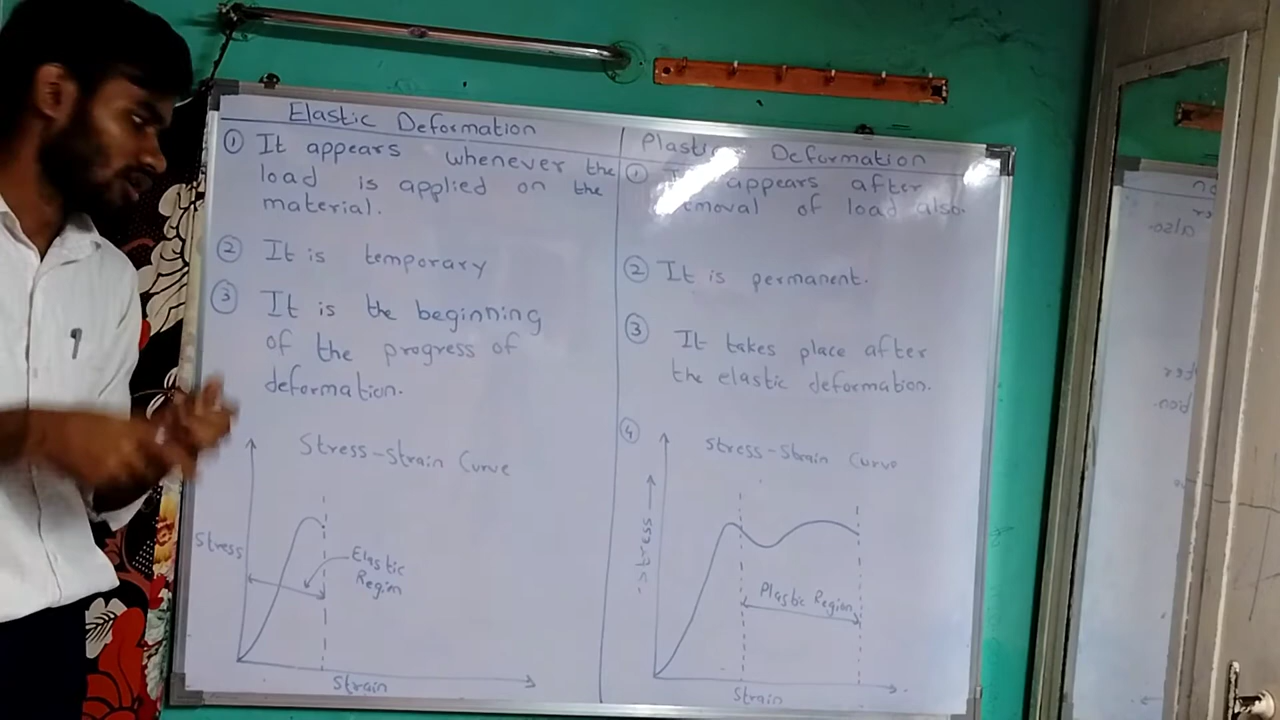 Elastic Deformation
① It appears whenever the
load is applied on the
material.
② It is temporary
③ It is the beginning
of the progress of
deformation.
Stress-Strain Curve
Stress
Elastic
Region
Strain
Plastic Deformation
① appears after
of load also.
② It is permanent.
③ It takes place after
the elastic deformation.
④ Stress-Strain Curve
Stress
Plastic Region
Strain